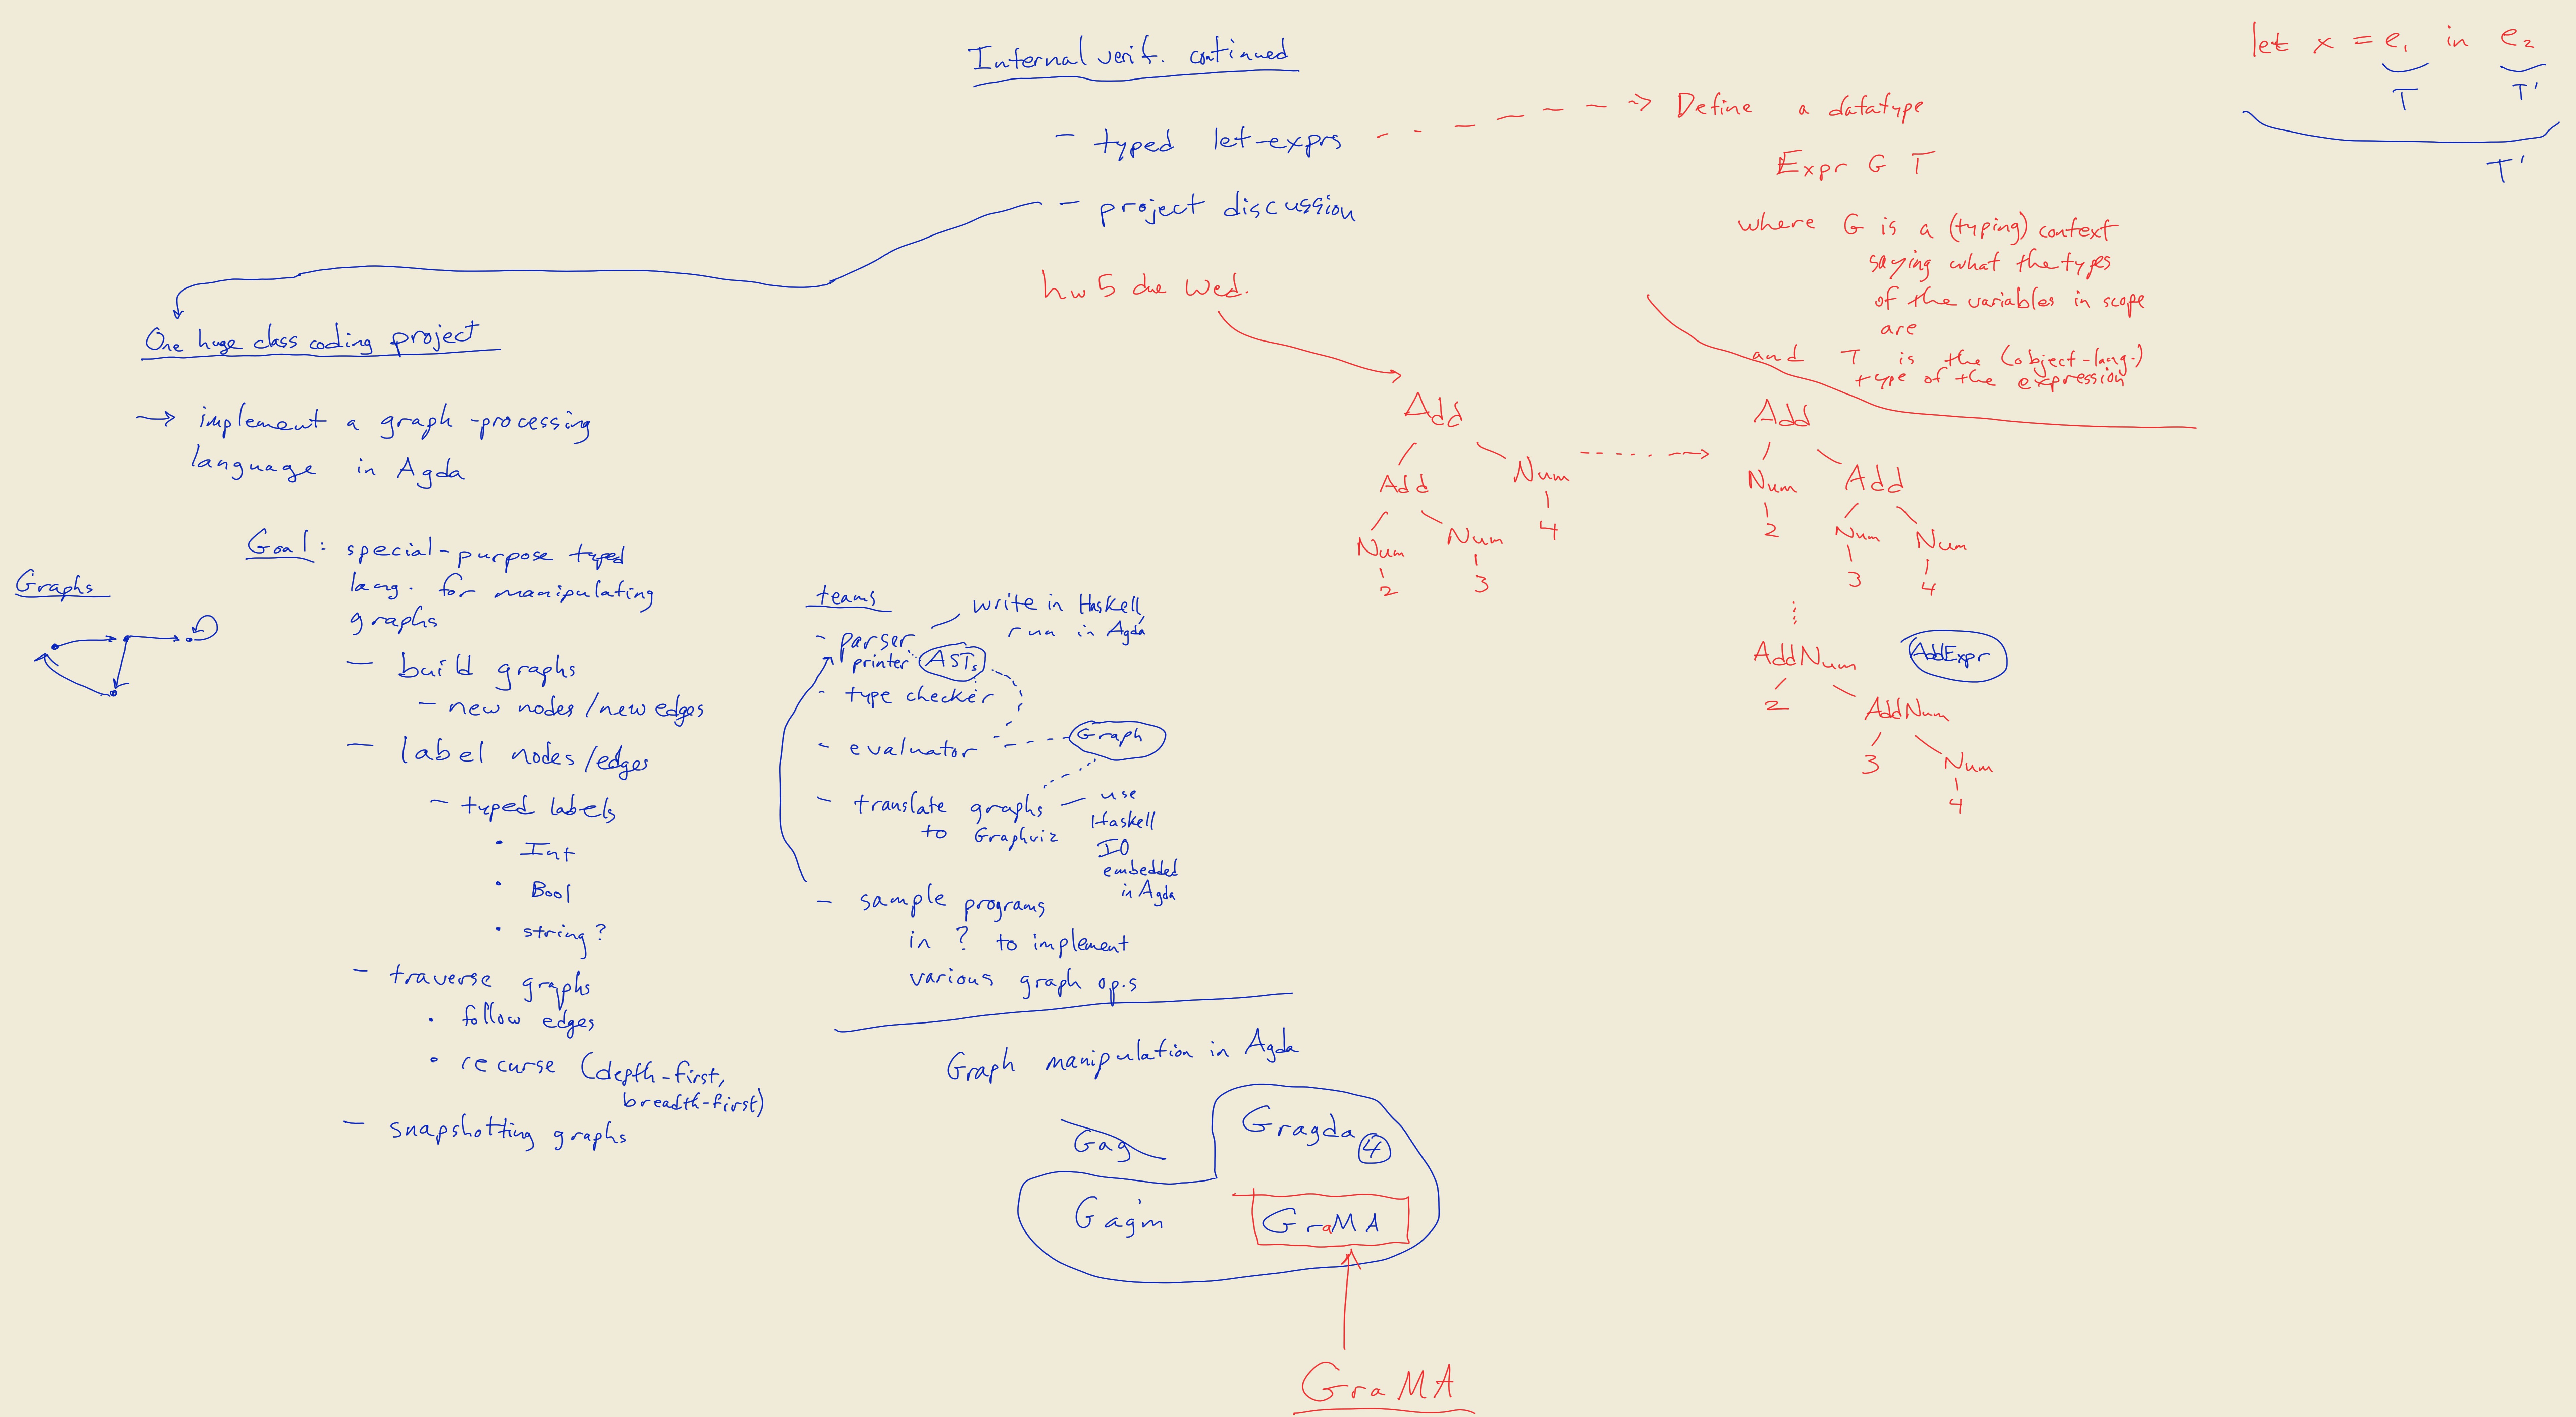 Internal verif. continued
- typed let-exprs
- project discussion
hw5 due Wed.
Define a datatype
Expr G T
where G is a (typing) context
saying what the types
of the variables in scope
are
and T is the (object-lang.)
type of the expression
let x = e₁ in e₂
T T'
T'
One huge class coding project
→ implement a graph-processing
language in Agda
Goal: special-purpose typed
lang. for manipulating
graphs
- build graphs
- new nodes/new edges
- label nodes/edges
- typed labels
• Int
• Bool
• string?
- traverse graphs
• follow edges
• recurse (depth-first,
breadth-first)
- snapshotting graphs
Graphs
teams
- parser
printer
ASTs
write in Haskell,
run in Agda
- type checker
- evaluator
Graph
- translate graphs
to Graphviz
use
Haskell
IO
embedded
in Agda
- sample programs
in ? to implement
various graph op.s
Graph manipulation in Agda
Gag
Gragda 4
Gag'm
GraMA
GraMA
Add
Add Num
Num Num 4
2 3
Add
Num Add
2 Num Num
3 4
AddNum AddExpr
2 AddNum
3 Num
4